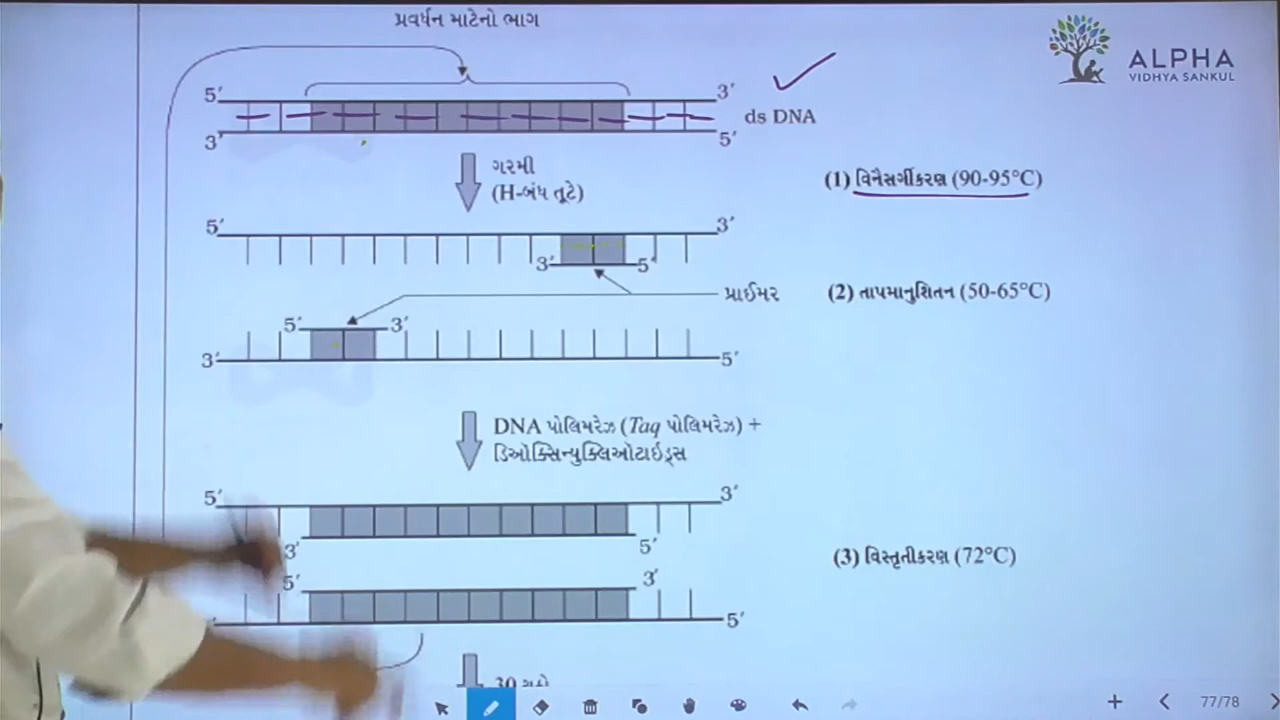 પ્રવર્ધન માટેનો ભાગ
ALPHA
VIDHYA SANKUL
5′ 3′
ds DNA
3′ 5′
ગરમી
(H-બંધ તૂટે)
(1) વિનૈસર્ગીકરણ (90-95°C)
5′ 3′
3′ 5′
પ્રાઈમર
(2) તાપમાનુશિતન (50-65°C)
5′ 3′
3′ 5′
DNA પોલિમરેઝ (Taq પોલિમરેઝ) +
ડિઓક્સિન્યુક્લિઓટાઇડ્સ
5′ 3′
3′ 5′
(3) વિસ્તૃતીકરણ (72°C)
5′ 3′
5′
30
77/78